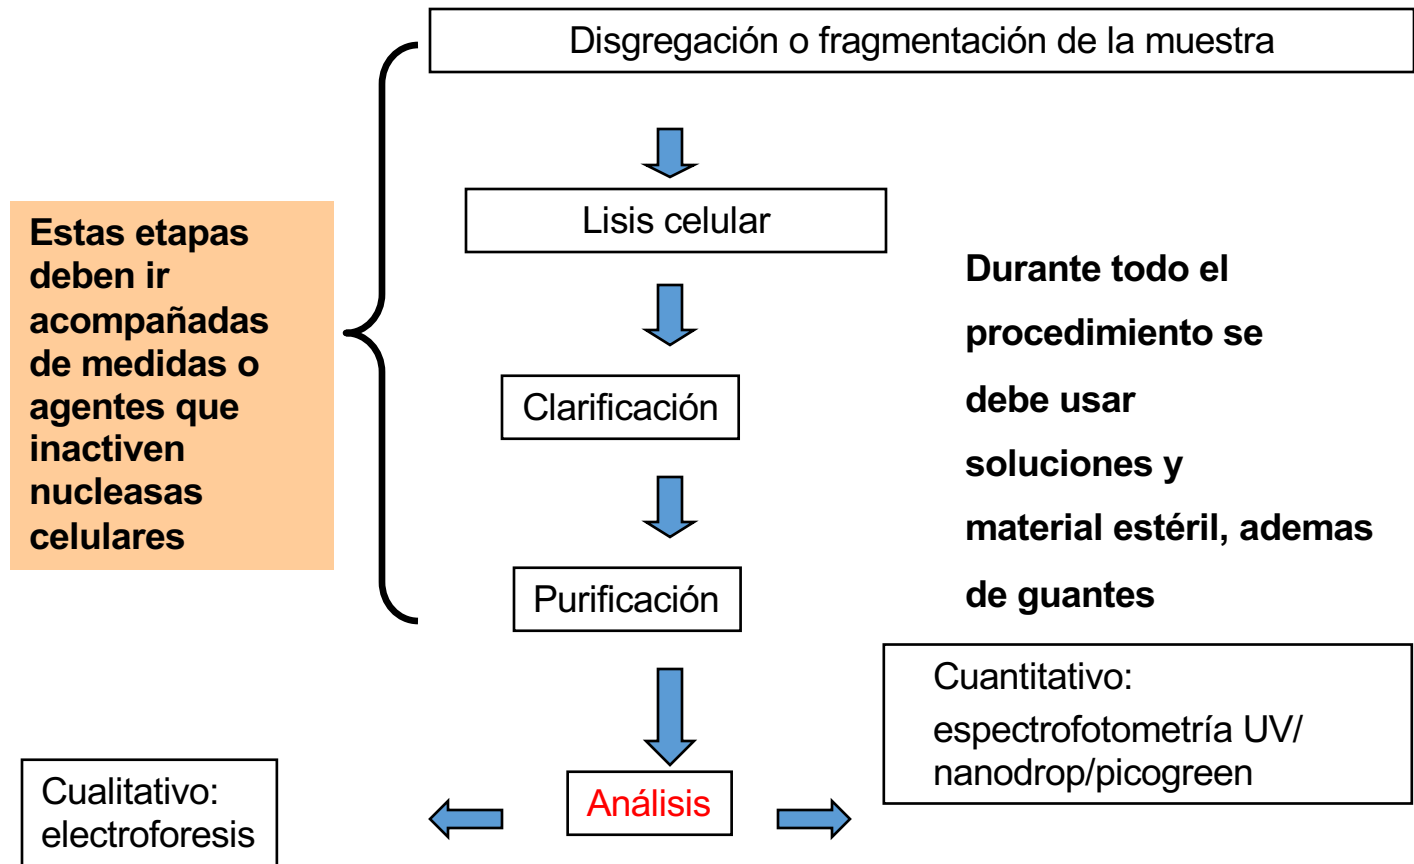 Disgregación o fragmentación de la muestra
Lisis celular
Estas etapas
deben ir
acompañadas
de medidas o
agentes que
inactiven
nucleasas
celulares
Durante todo el
procedimiento se
debe usar
soluciones y
material estéril, ademas
de guantes
Clarificación
Purificación
Cuantitativo:
espectrofotometría UV/
nanodrop/picogreen
Análisis
Cualitativo:
electroforesis